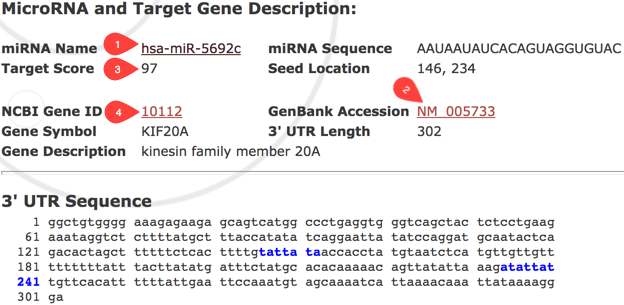 MicroRNA and Target Gene Description:
miRNA Name 1 hsa-miR-5692c miRNA Sequence AAUAAUAUCACAGUAGGUGUAC
Target Score 3 97 Seed Location 146, 234
2
NCBI Gene ID 4 10112 GenBank Accession NM_005733
Gene Symbol KIF20A 3' UTR Length 302
Gene Description kinesin family member 20A
3' UTR Sequence
1 ggctgtgggg aaagagaaga gcagtcatgg ccctgaggtg ggtcagctac tctcctgaag
61 aaataggtct cttttatgct ttaccatata tcaggaatta tatccaggat gcaatactca
121 gacactagct tttttctcac ttttgtatta taaccaccta tgtaatctca tgttgttgtt
181 tttttttatt tacttatatg atttctatgc acacaaaaac agttatatta aagatattat
241 tgttcacatt ttttattgaa ttccaaatgt agcaaaatca ttaaaacaaa ttataaaagg
301 ga